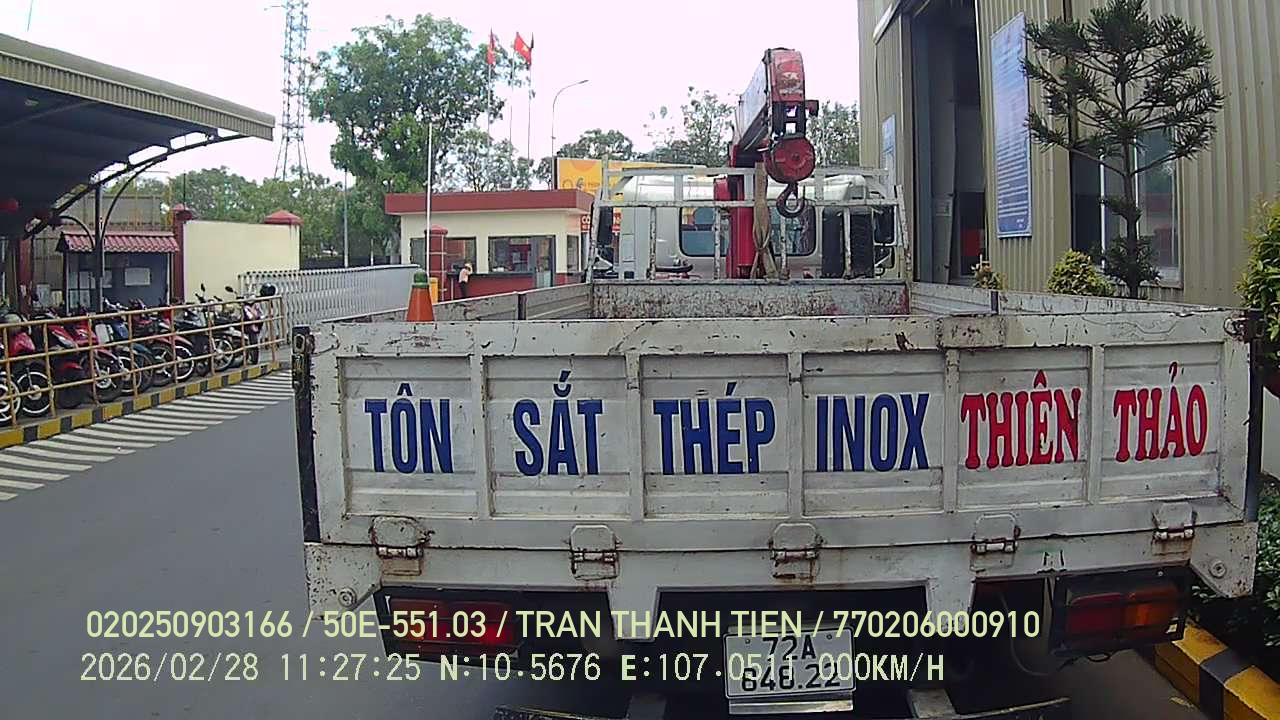 TÔN SẮT THÉP INOX THIÊN THẢO
020250903166 / 50E-551.03 / TRAN THANH TIEN / 770206000910
72A
2026/02/28 11:27:25 N:10.5676 E:107.0511 000KM/H
648.22